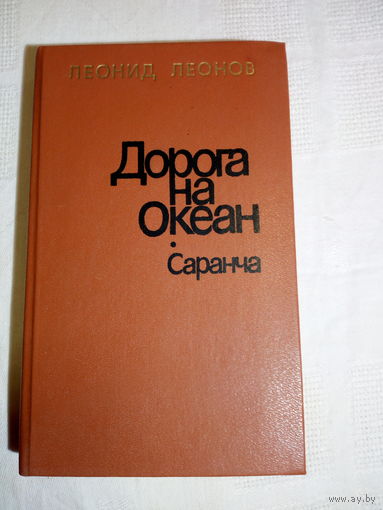 ЛЕОНИД ЛЕОНОВ
Дорога
на
Океан
•
Саранча
www.ay.by